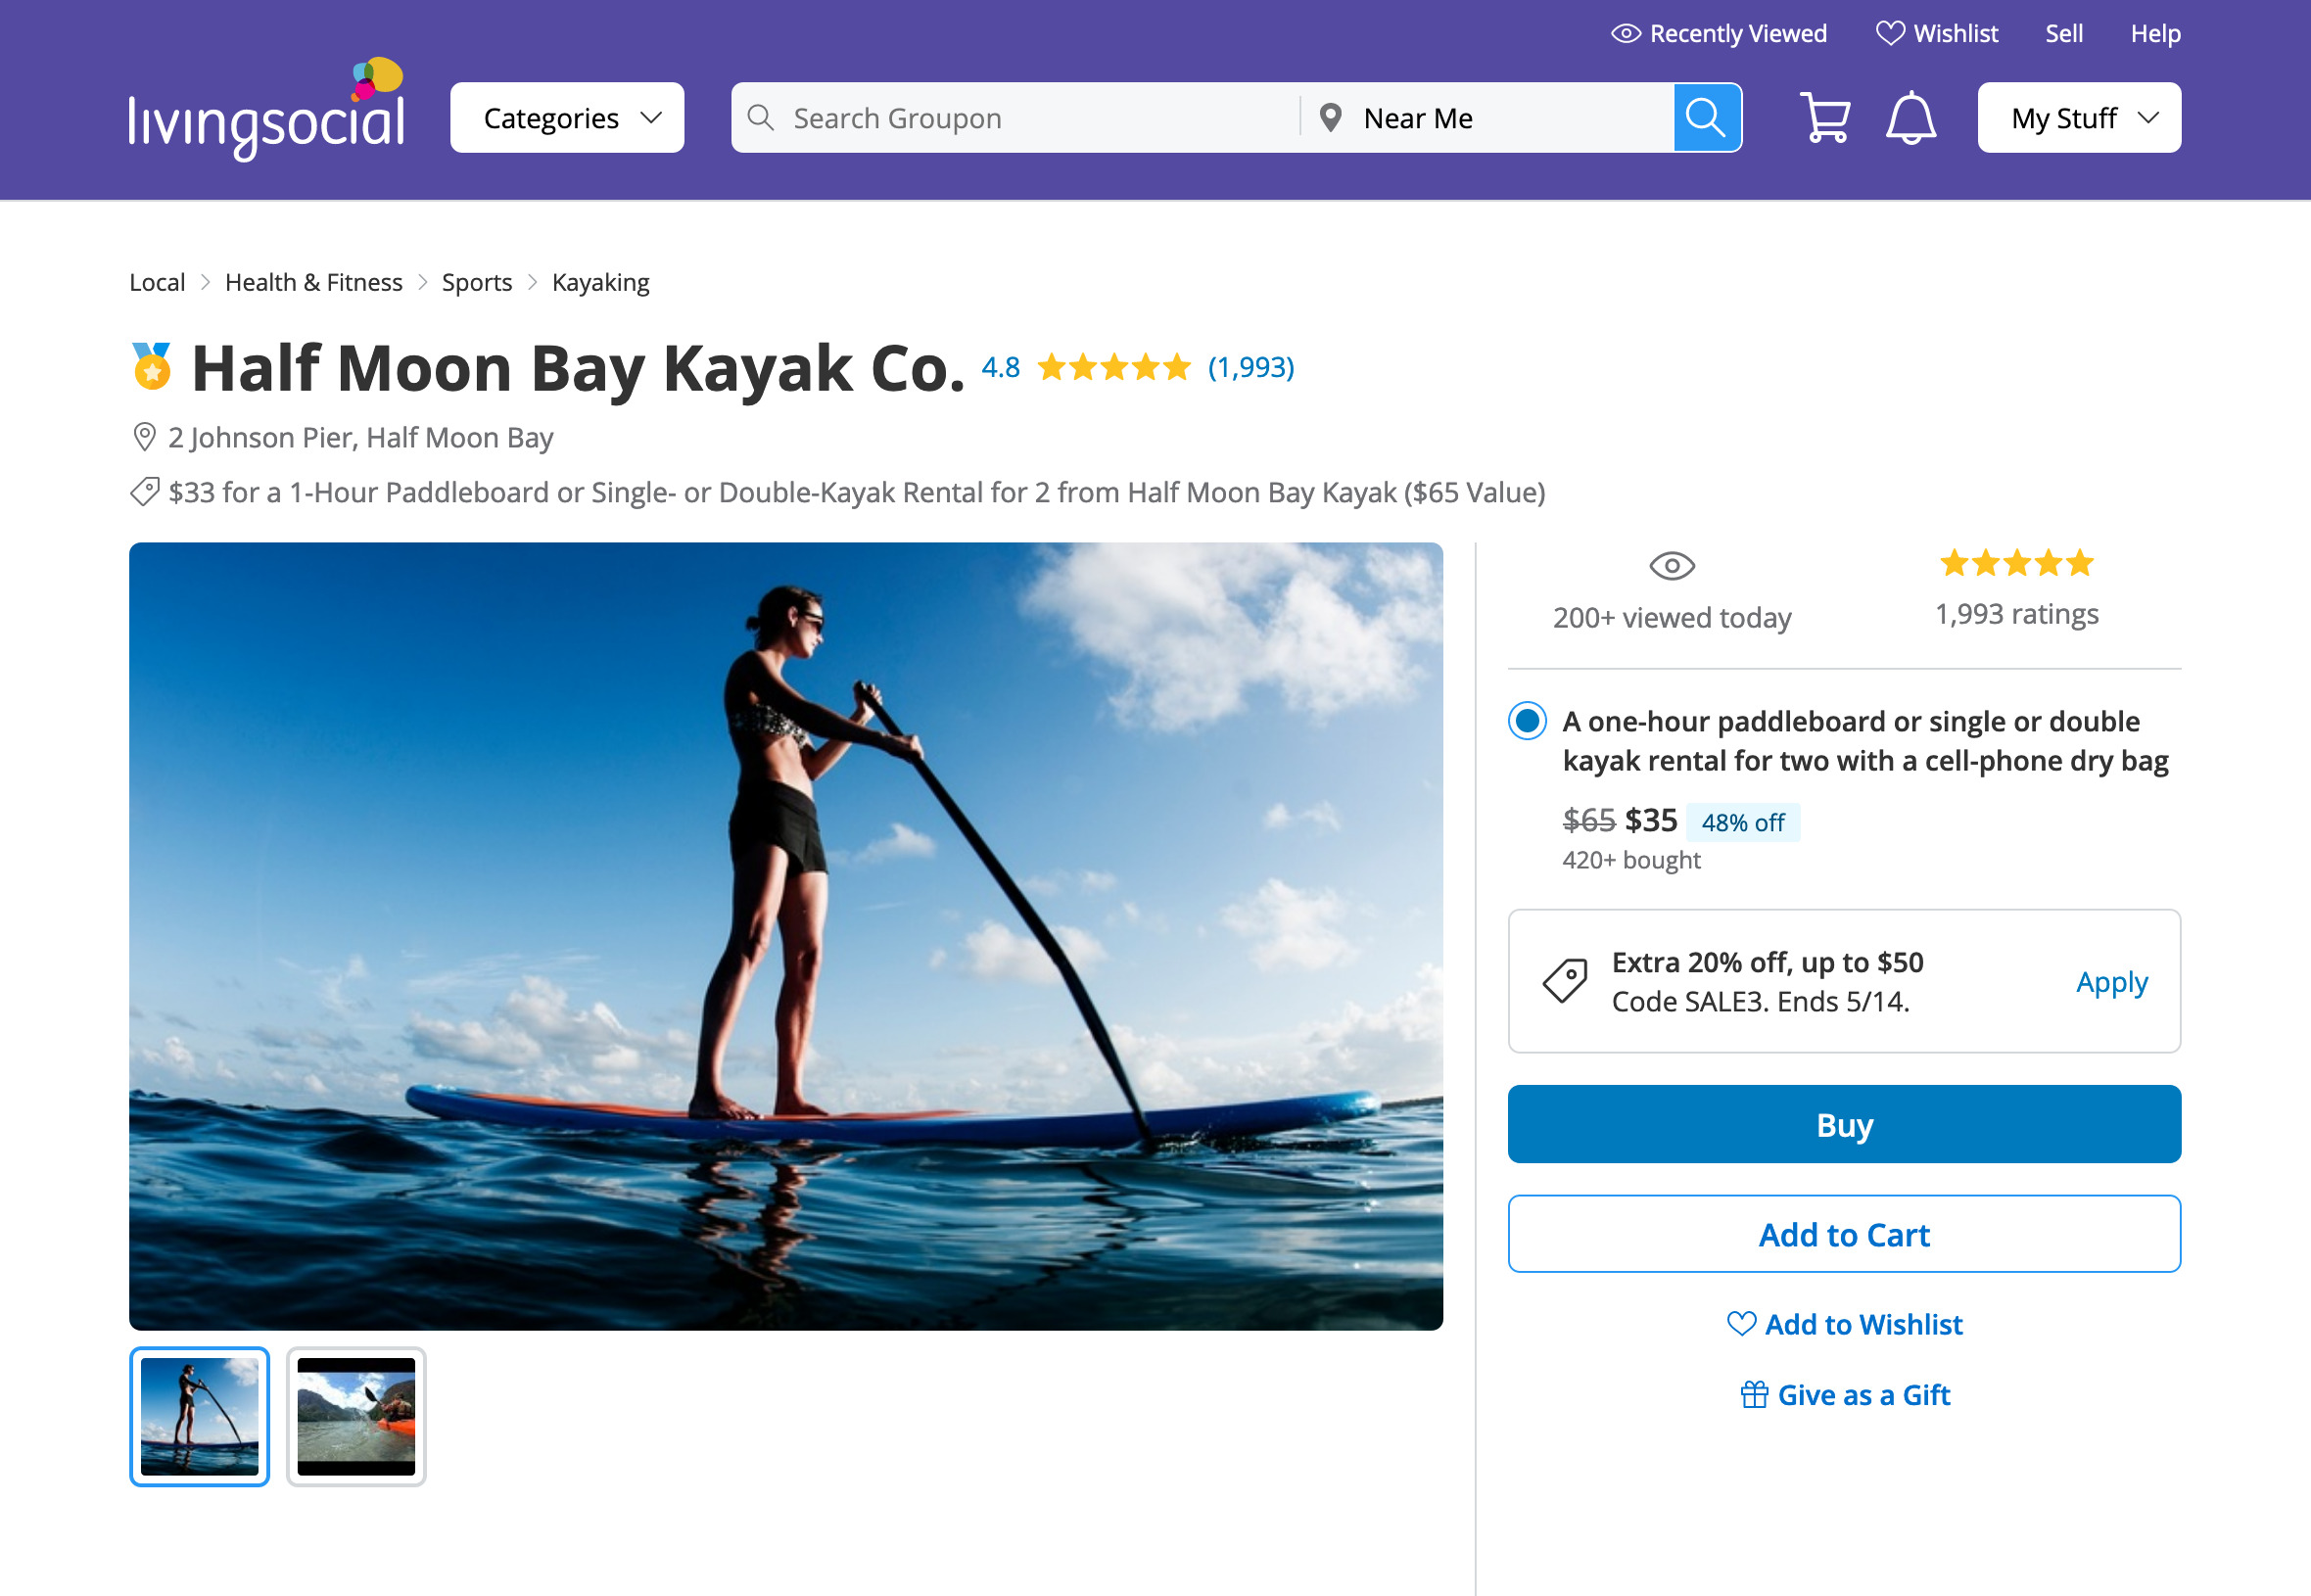 Recently Viewed
Wishlist
Sell
Help
livingsocial
Categories
Search Groupon
Near Me
My Stuff
Local
Health & Fitness
Sports
Kayaking
Half Moon Bay Kayak Co.
4.8
(1,993)
2 Johnson Pier, Half Moon Bay
$33 for a 1-Hour Paddleboard or Single- or Double-Kayak Rental for 2 from Half Moon Bay Kayak ($65 Value)
200+ viewed today
1,993 ratings
A one-hour paddleboard or single or double
kayak rental for two with a cell-phone dry bag
$65 $35 48% off
420+ bought
Extra 20% off, up to $50
Code SALE3. Ends 5/14.
Apply
Buy
Add to Cart
Add to Wishlist
Give as a Gift